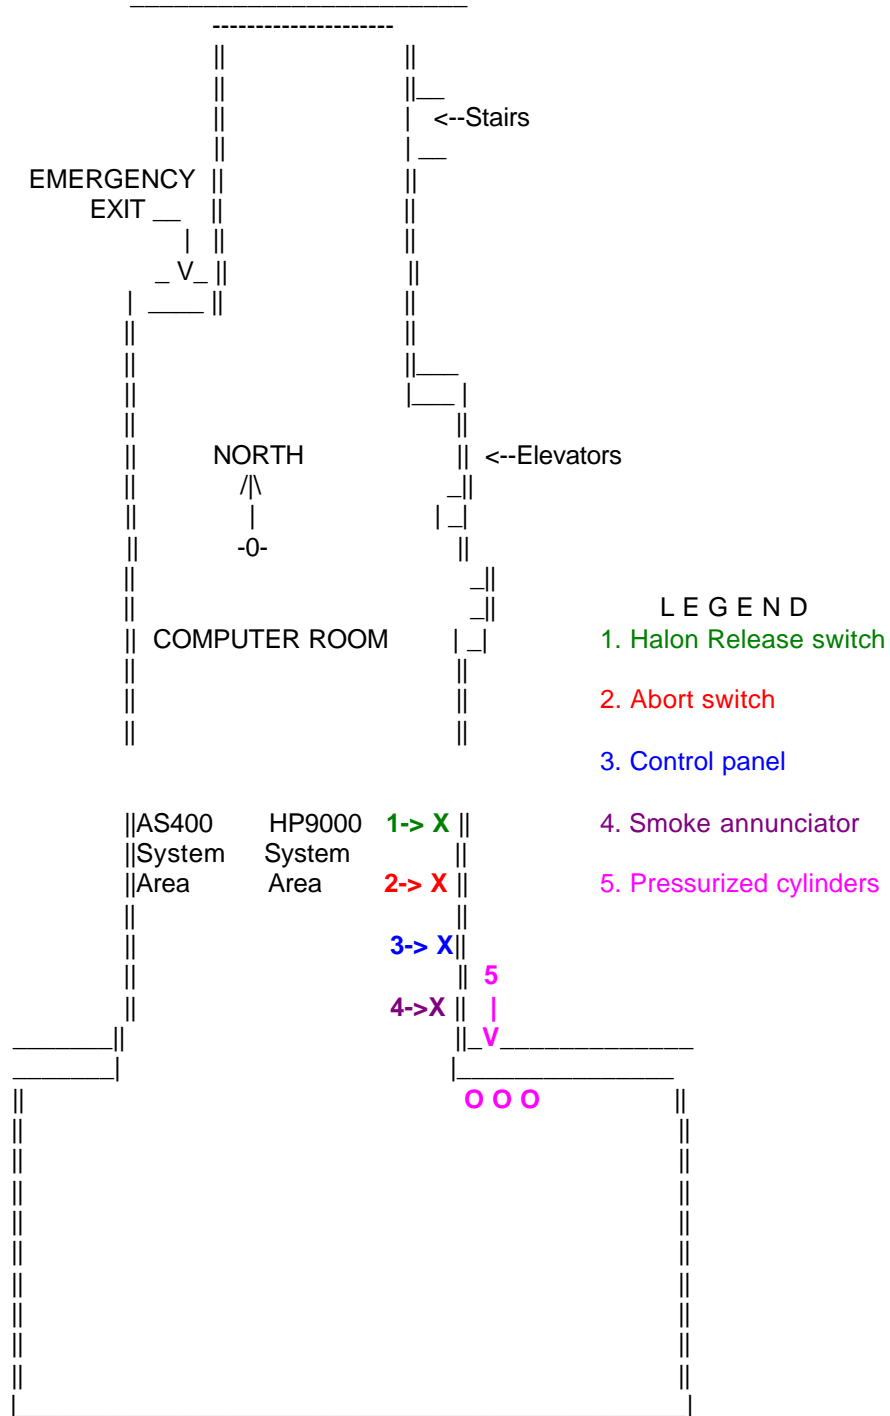 <--Stairs
EMERGENCY
EXIT
V
NORTH
<--Elevators
-0-
L E G E N D
COMPUTER ROOM
1. Halon Release switch
2. Abort switch
3. Control panel
AS400 HP9000 1-> X
4. Smoke annunciator
System System
Area Area 2-> X
5. Pressurized cylinders
3-> X
5
4->X
V
O O O